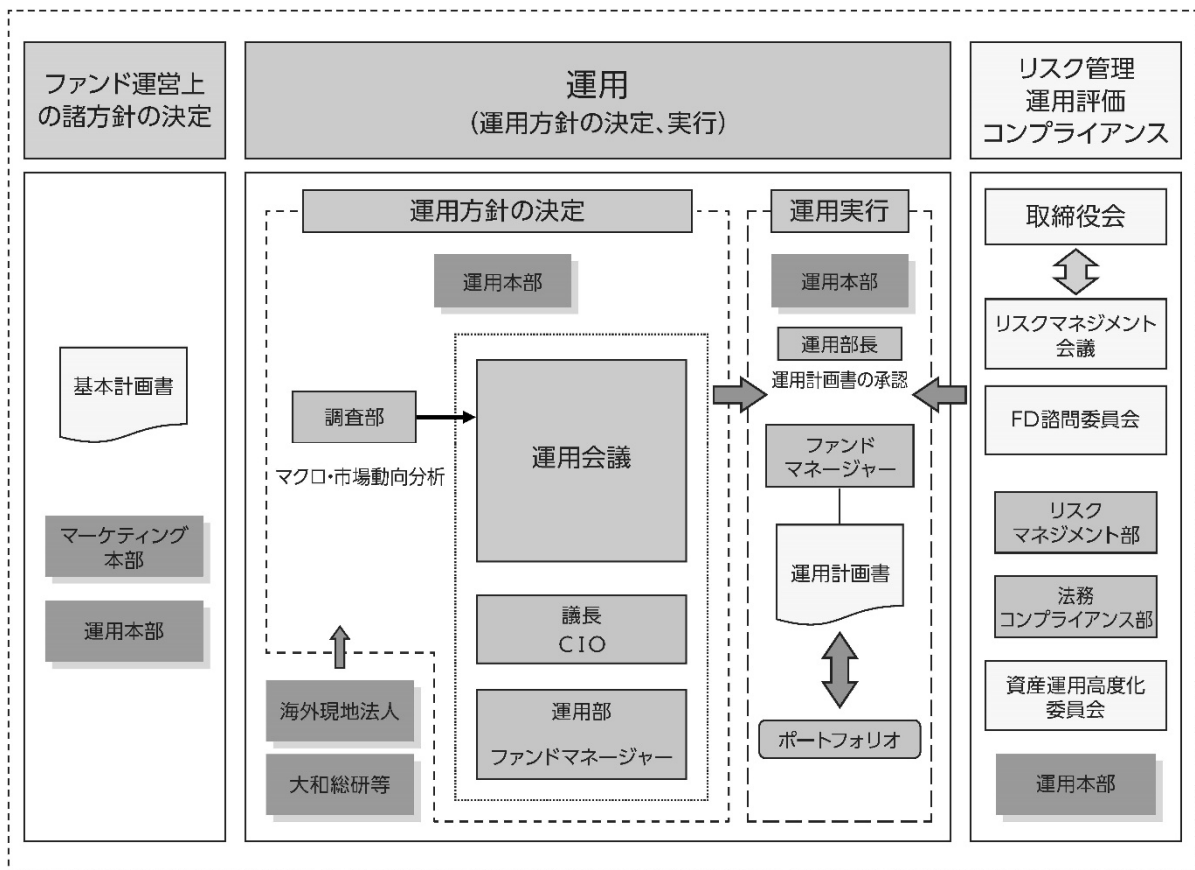 ファンド運営上
の諸方針の決定
運用
(運用方針の決定、実行)
リスク管理
運用評価
コンプライアンス
基本計画書
マーケティング
本部
運用本部
運用方針の決定
運用本部
調査部
マクロ・市場動向分析
運用会議
議長
CIO
運用部
ファンドマネージャー
海外現地法人
大和総研等
運用実行
運用本部
運用部長
運用計画書の承認
ファンド
マネージャー
運用計画書
ポートフォリオ
取締役会
リスクマネジメント
会議
FD諮問委員会
リスク
マネジメント部
法務
コンプライアンス部
資産運用高度化
委員会
運用本部